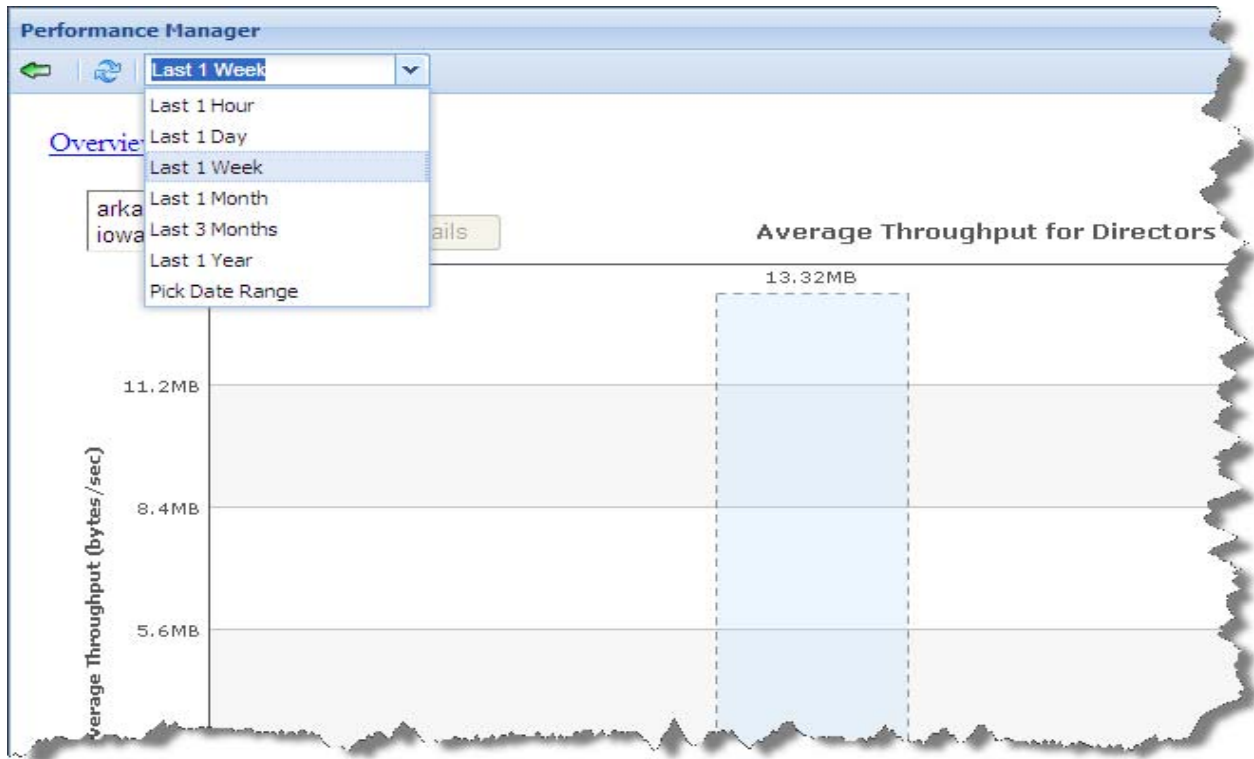 Performance Manager
Last 1 Week
Last 1 Hour
Last 1 Day
Last 1 Week
Last 1 Month
Last 3 Months
Last 1 Year
Pick Date Range
Average Throughput for Directors
13.32MB
11.2MB
8.4MB
5.6MB
Throughput (bytes/sec)